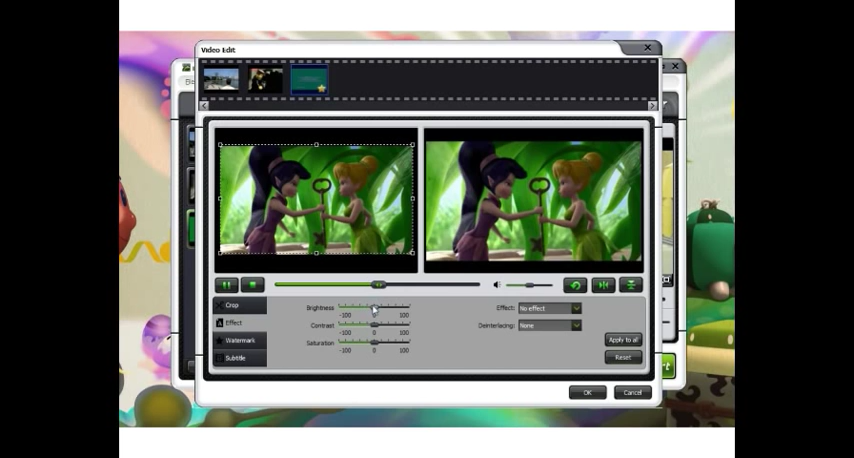 Video Edit
Crop
Effect
Watermark
Subtitle
Brightness
-100 0 100
Contrast
-100 0 100
Saturation
-100 0 100
Effect: No effect
Deinterlacing: None
Apply to all
Reset
OK Cancel